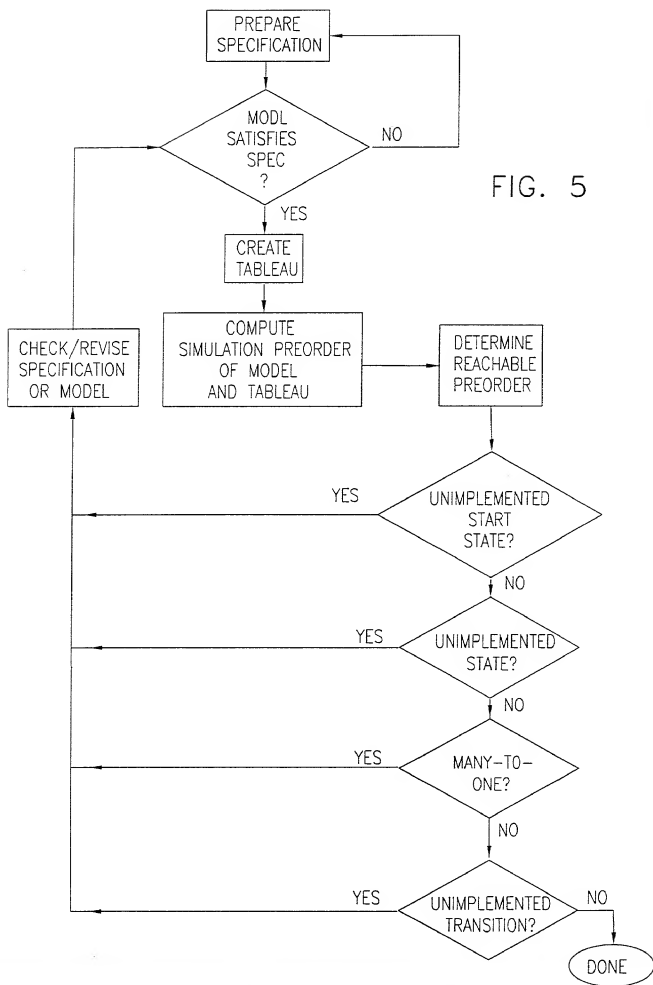 PREPARE
SPECIFICATION
MODL
SATISFIES
SPEC
?
NO
FIG. 5
YES
CREATE
TABLEAU
CHECK/REVISE
SPECIFICATION
OR MODEL
COMPUTE
SIMULATION PREORDER
OF MODEL
AND TABLEAU
DETERMINE
REACHABLE
PREORDER
YES
UNIMPLEMENTED
START
STATE?
NO
YES
UNIMPLEMENTED
STATE?
NO
YES
MANY-TO-
ONE?
NO
YES
UNIMPLEMENTED
TRANSITION?
NO
DONE